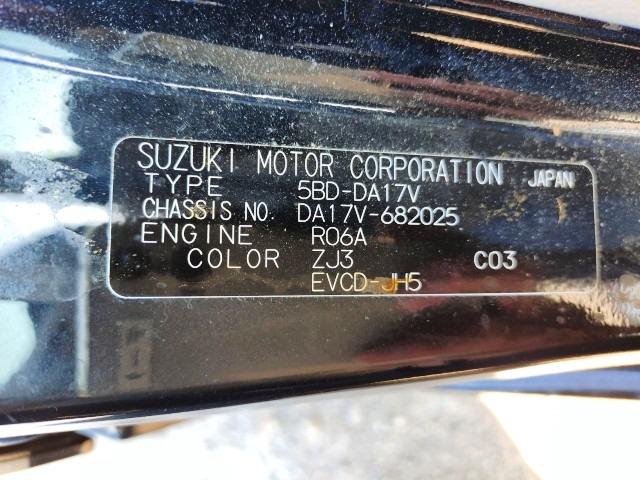 SUZUKI MOTOR CORPORATION JAPAN
TYPE 5BD-DA17V
CHASSIS NO. DA17V-682025
ENGINE R06A
COLOR ZJ3 C03
EVCD-JH5